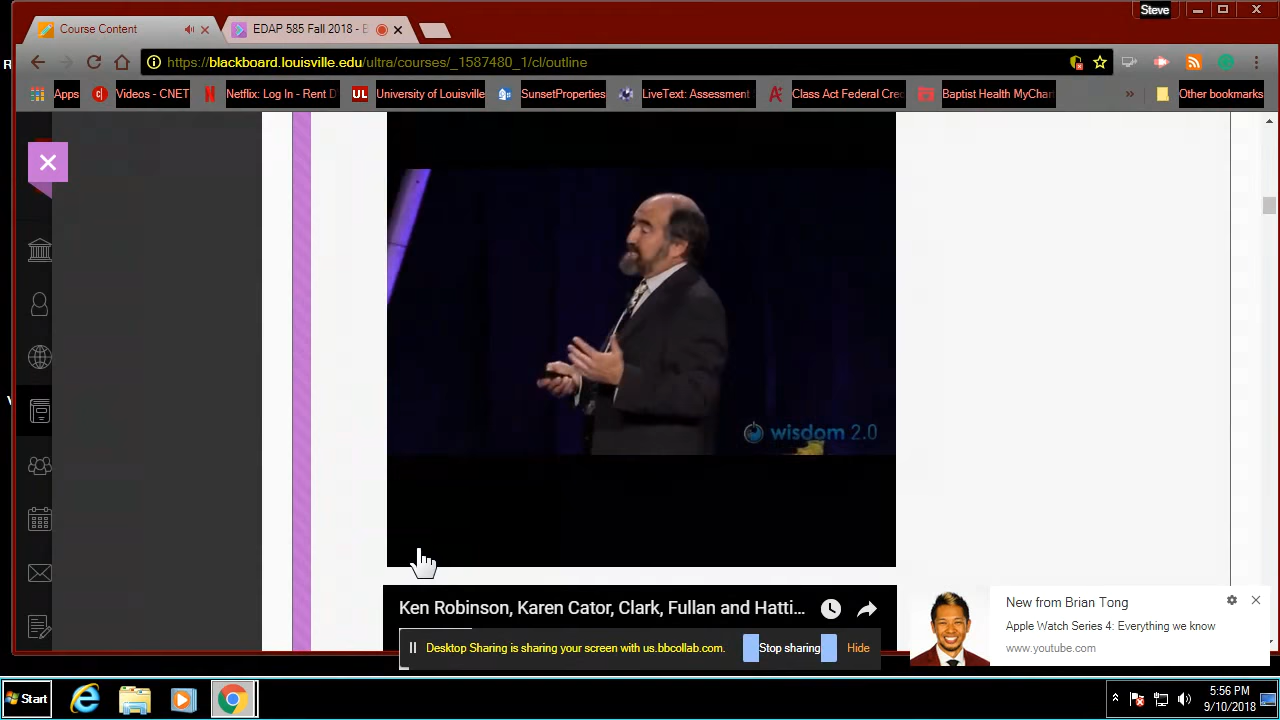 Steve
Course Content
EDAP 585 Fall 2018 - B
https://blackboard.louisville.edu/ultra/courses/_1587480_1/cl/outline
Apps
Videos - CNET
Netflix: Log In - Rent D
UL
University of Louisville
SunsetProperties
LiveText: Assessment
Class Act Federal Cred
Baptist Health MyChar
»
Other bookmarks
wisdom 2.0
Ken Robinson, Karen Cator, Clark, Fullan and Hatti...
Desktop Sharing is sharing your screen with us.bbcollab.com.
Stop sharing
Hide
New from Brian Tong
Apple Watch Series 4: Everything we know
www.youtube.com
Start
5:56 PM
9/10/2018